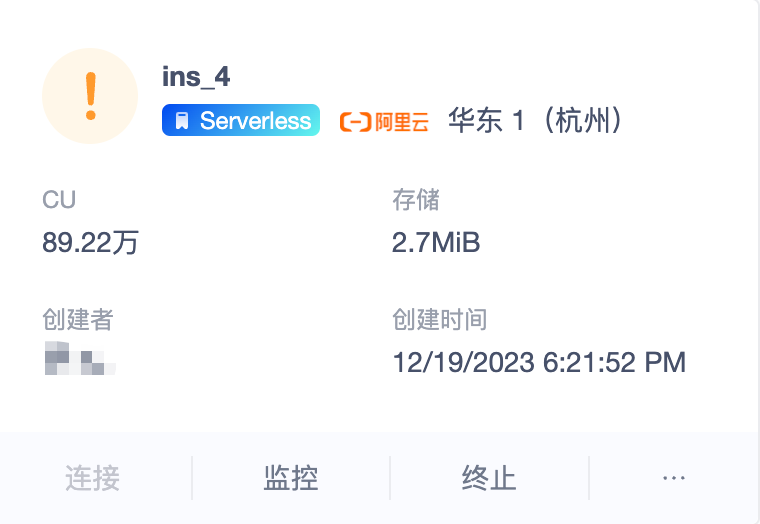 ins_4
Serverless 阿里云 华东 1（杭州）
CU 存储
89.22万 2.7MiB
创建者 创建时间
12/19/2023 6:21:52 PM
连接 监控 终止 ···